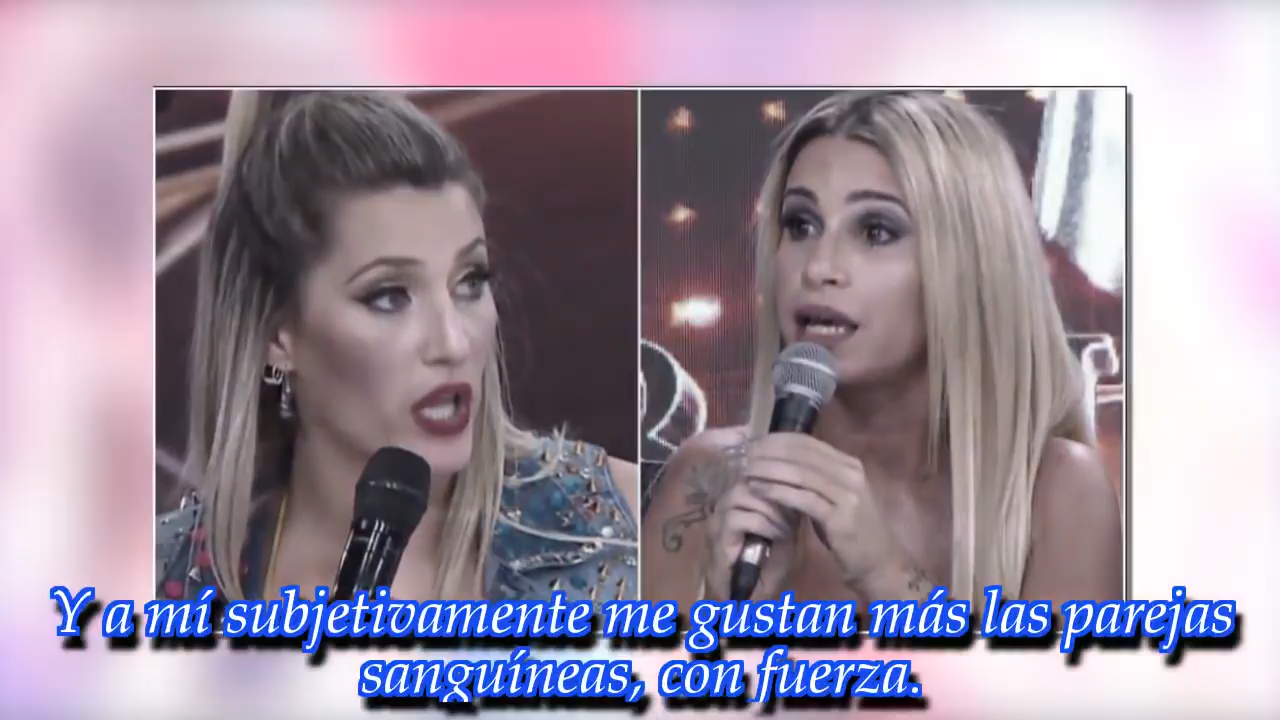 Y a mí subjetivamente me gustan más las parejas
sanguíneas, con fuerza.